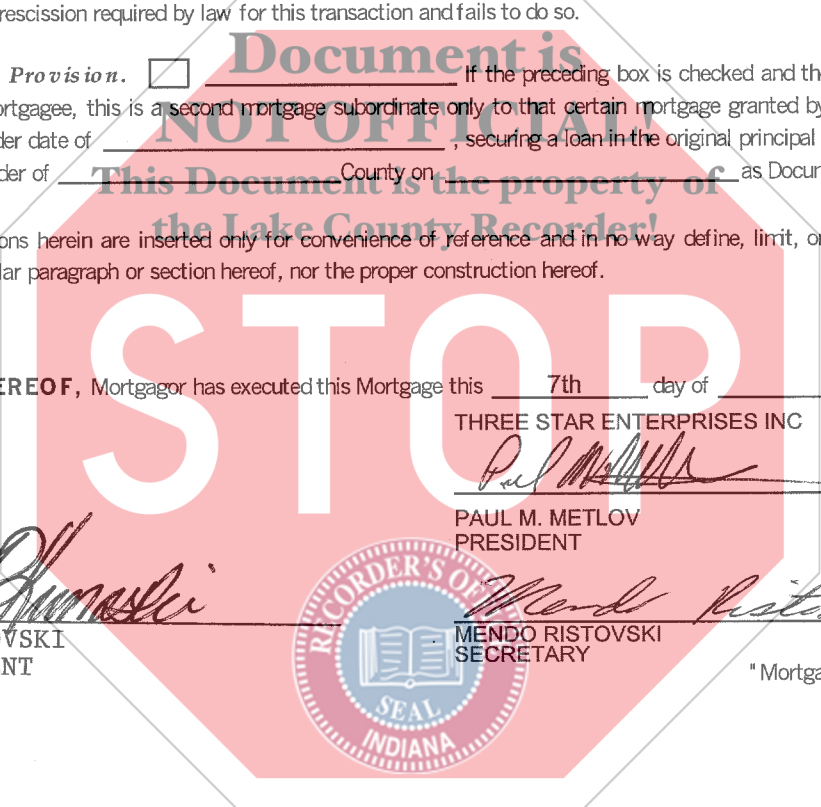 rescission required by law for this transaction and fails to do so.
Document is
Provision. If the preceding box is checked and th
ortgagee, this is a second mortgage subordinate only to that certain mortgage granted by
NOT OFFICIAL!
der date of , securing a loan in the original principal
der of County on as Docur
This Document is the property of
the Lake County Recorder!
ons herein are inserted only for convenience of reference and in no way define, limit, or
lar paragraph or section hereof, nor the proper construction hereof.
STOP
EREOF, Mortgagor has executed this Mortgage this 7th day of
THREE STAR ENTERPRISES INC
PAUL M. METLOV
PRESIDENT
Mendo Risto
OVSKI
NT
MENDO RISTOVSKI
SECRETARY
"Mortga
RECORDER'S OFFICE
SEAL
INDIANA